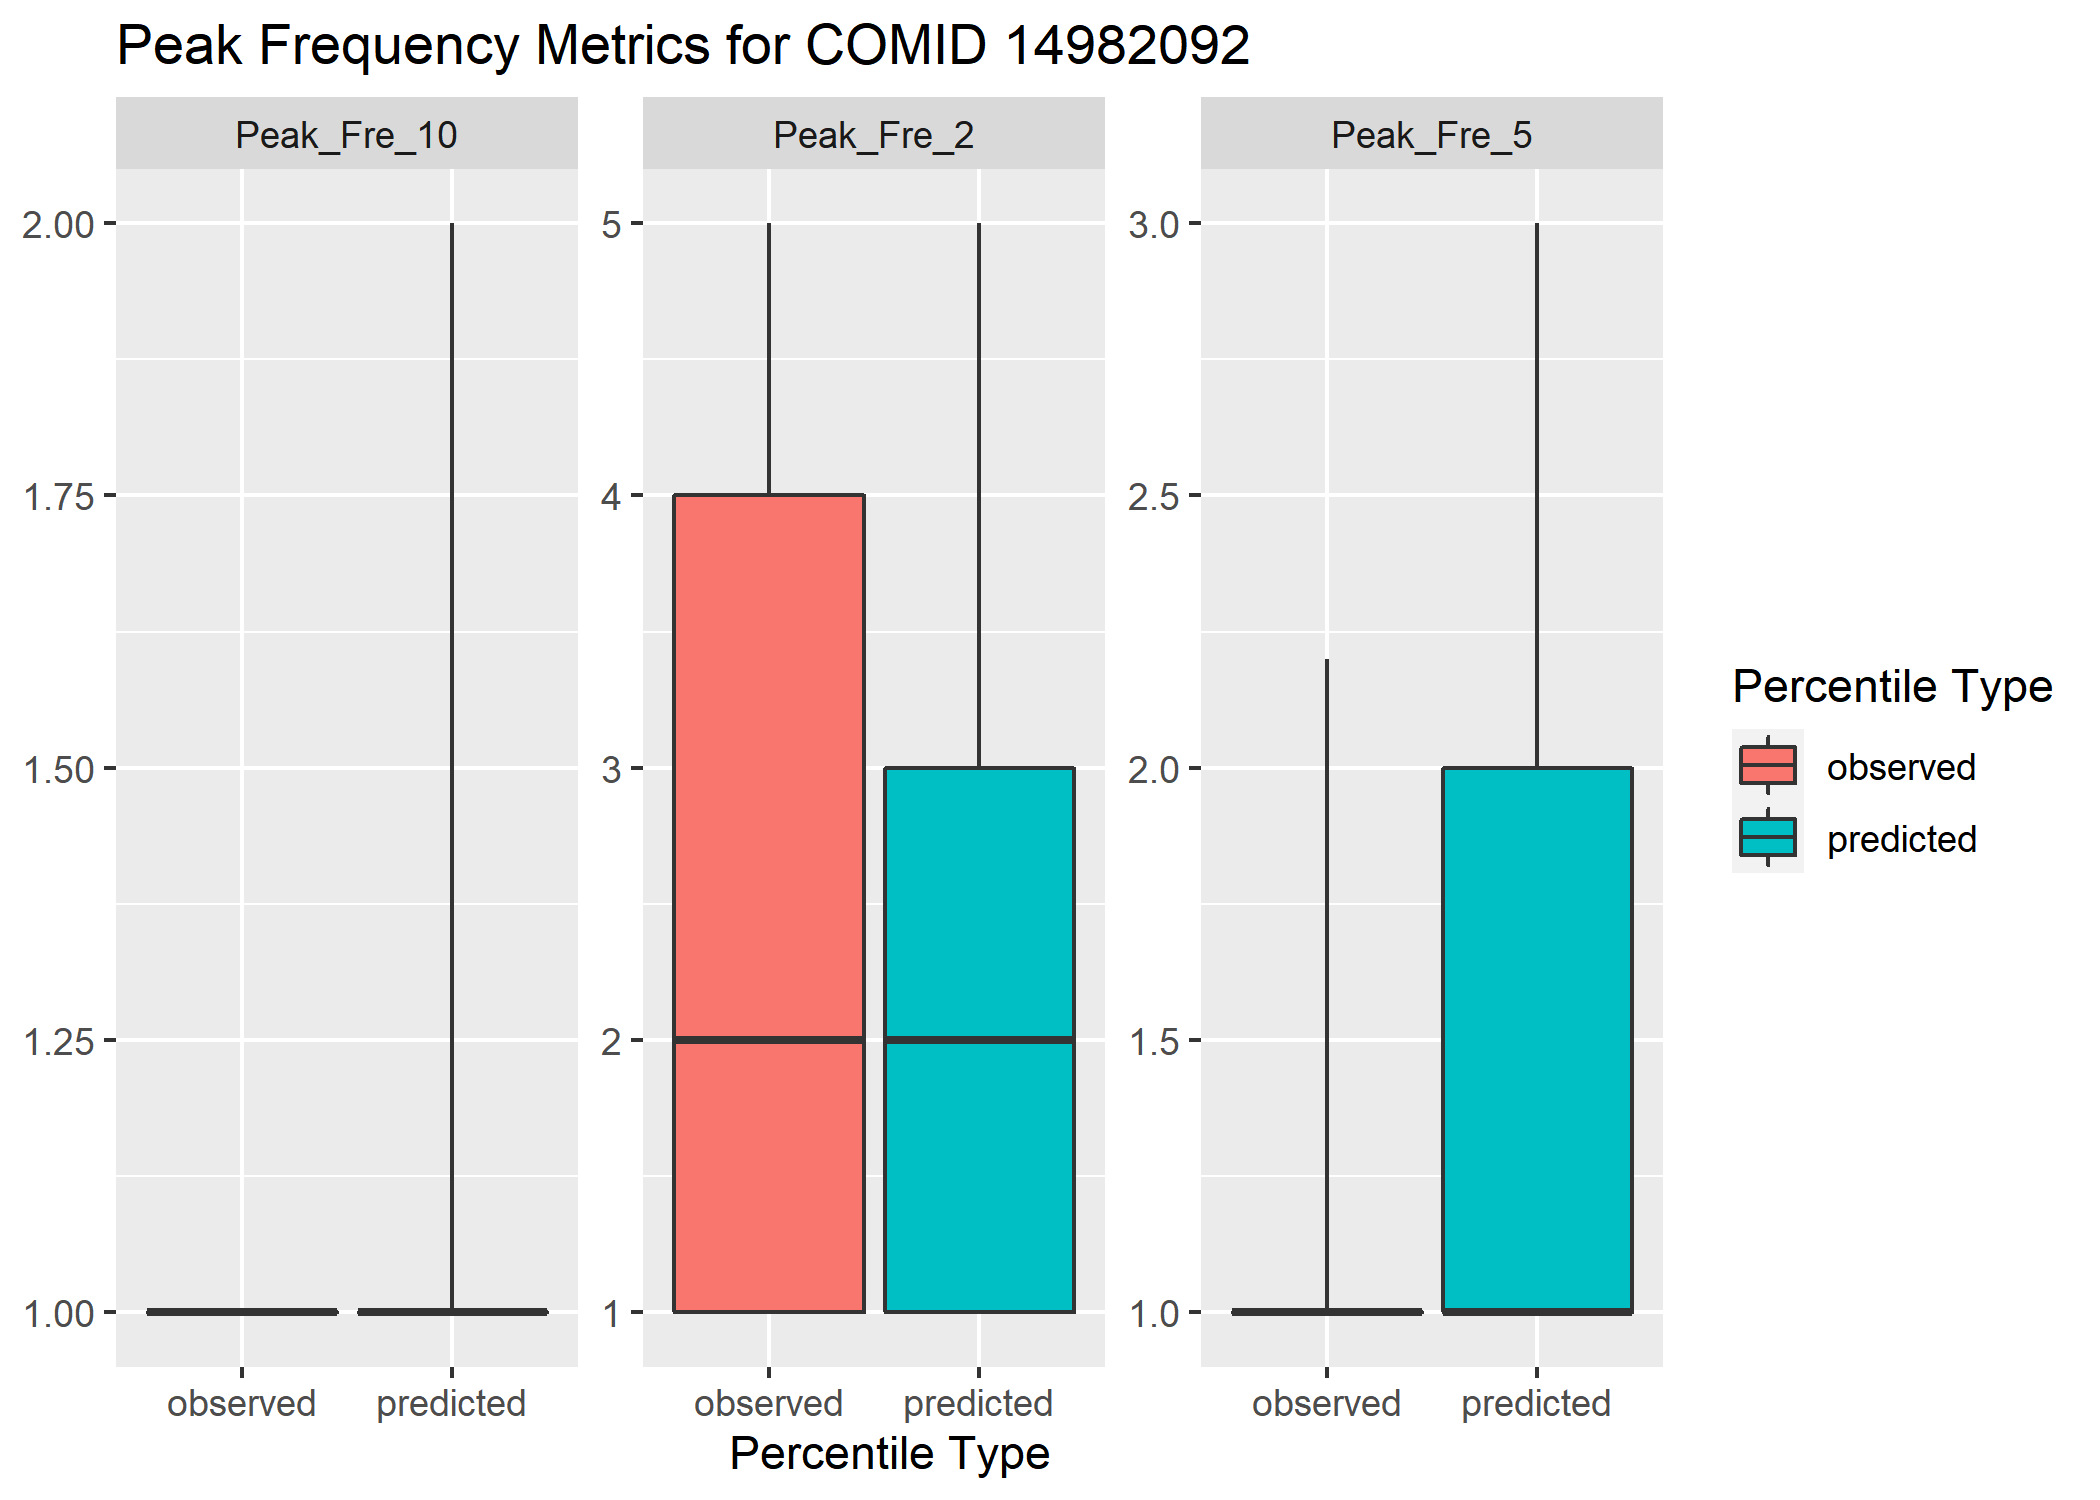 Peak Frequency Metrics for COMID 14982092
Peak_Fre_10
Peak_Fre_2
Peak_Fre_5
2.00
1.75
1.50
1.25
1.00
5
4
3
2
1
3.0
2.5
2.0
1.5
1.0
observed
predicted
observed
predicted
observed
predicted
Percentile Type
Percentile Type
observed
predicted